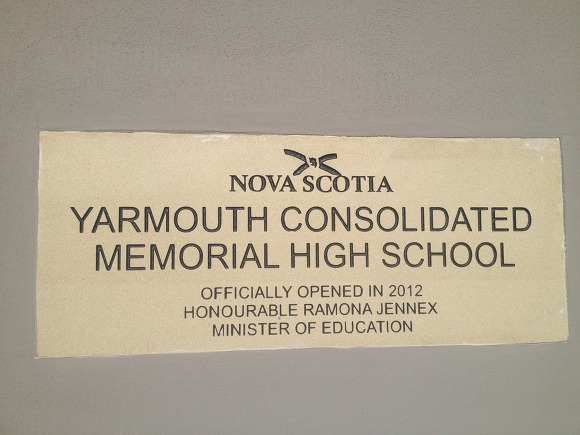 NOVA SCOTIA
YARMOUTH CONSOLIDATED
MEMORIAL HIGH SCHOOL
OFFICIALLY OPENED IN 2012
HONOURABLE RAMONA JENNEX
MINISTER OF EDUCATION